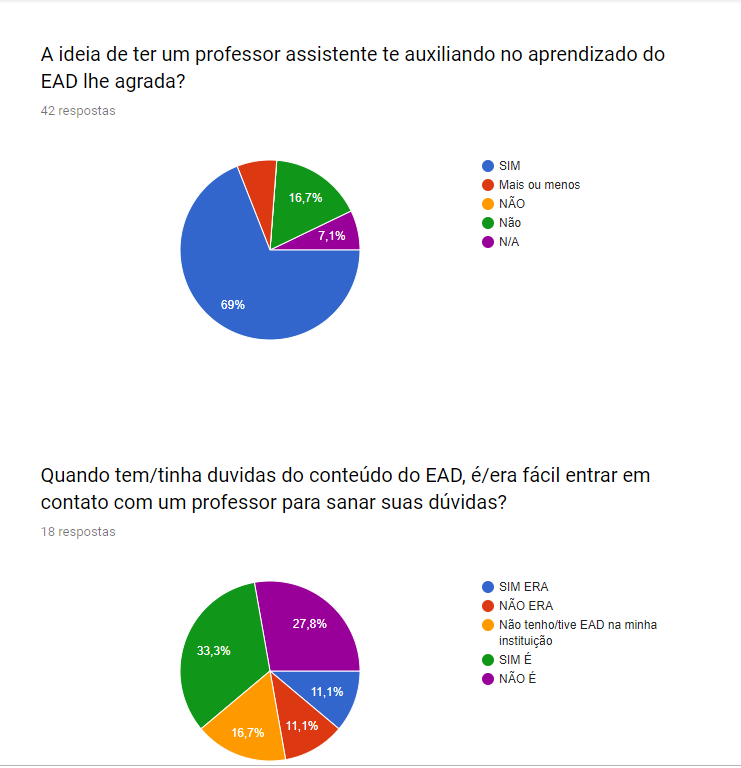 A ideia de ter um professor assistente te auxiliando no aprendizado do
EAD lhe agrada?
42 respostas
SIM
Mais ou menos
NÃO
Não
N/A
16,7%
7,1%
69%
Quando tem/tinha duvidas do conteúdo do EAD, é/era fácil entrar em
contato com um professor para sanar suas dúvidas?
18 respostas
SIM ERA
NÃO ERA
Não tenho/tive EAD na minha
instituição
SIM É
NÃO É
27,8%
33,3%
11,1%
11,1%
16,7%